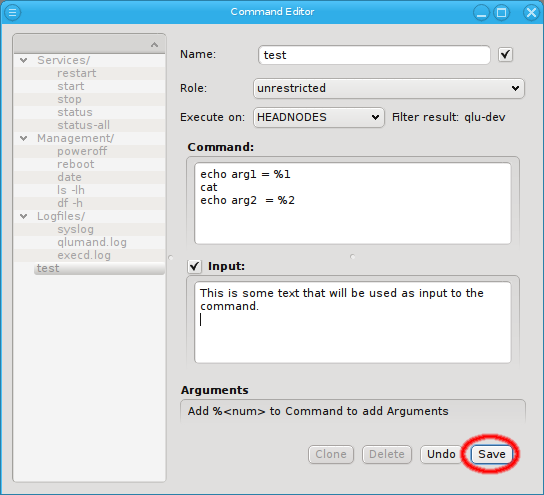 Command Editor
Services/
restart
start
stop
status
status-all
Management/
poweroff
reboot
date
ls -lh
df -h
Logfiles/
syslog
qlumand.log
execd.log
test
Name: test
Role: unrestricted
Execute on: HEADNODES Filter result: qlu-dev
Command:
echo arg1 = %1
cat
echo arg2  = %2
Input:
This is some text that will be used as input to the
command.
Arguments
Add %<num> to Command to add Arguments
Clone Delete Undo Save